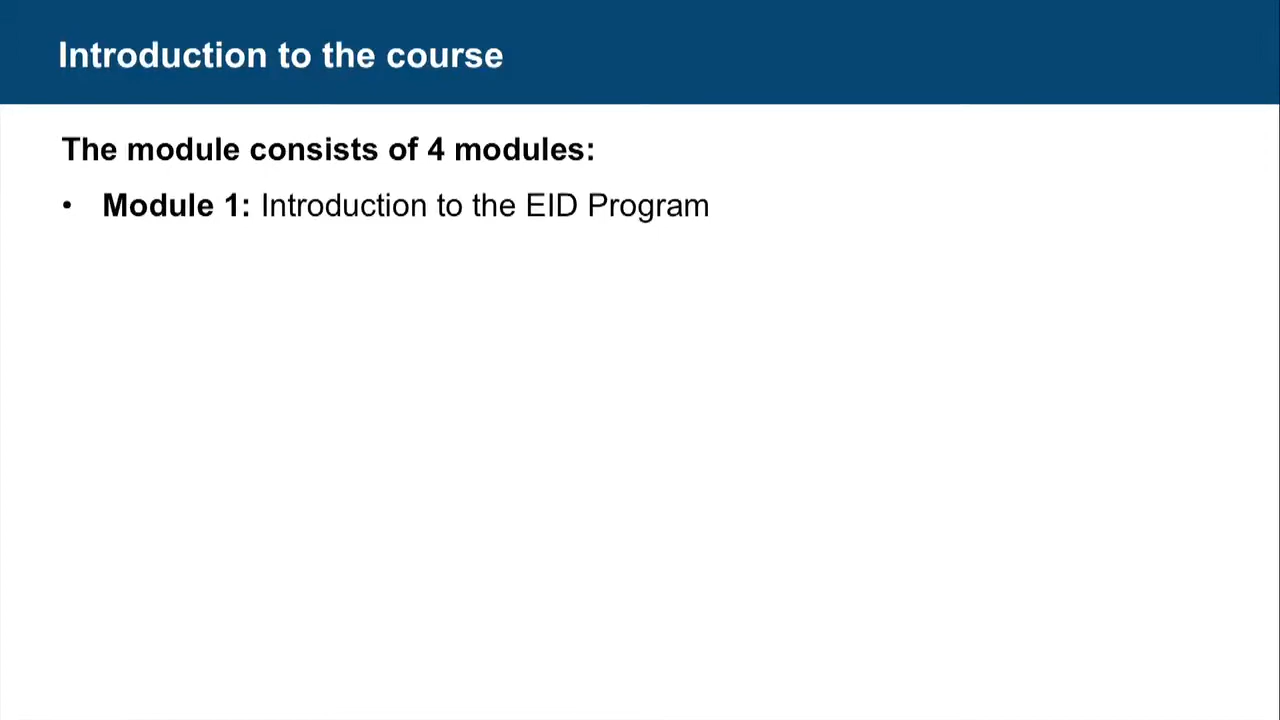 Introduction to the course
The module consists of 4 modules:
• Module 1: Introduction to the EID Program